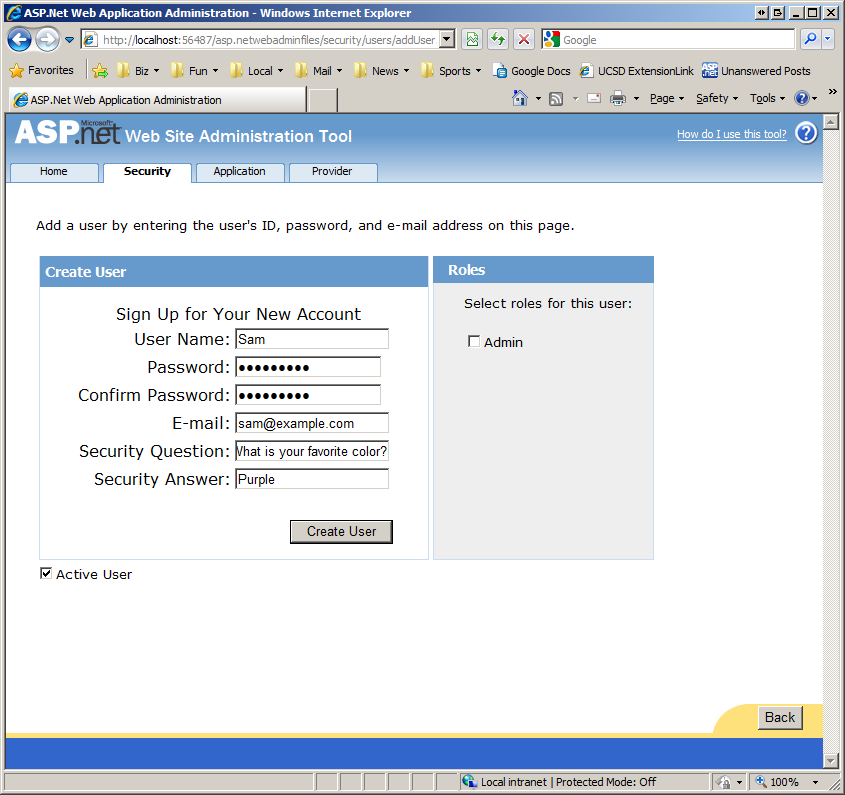 ASP.Net Web Application Administration - Windows Internet Explorer
http://localhost:56487/asp.netwebadminfiles/security/users/addUser
Google
Favorites Biz Fun Local Mail News Sports Google Docs UCSD ExtensionLink Unanswered Posts
ASP.Net Web Application Administration
Page Safety Tools
Microsoft
ASP.net Web Site Administration Tool
How do I use this tool? ?
Home Security Application Provider
Add a user by entering the user's ID, password, and e-mail address on this page.
Create User
Roles
Sign Up for Your New Account
Select roles for this user:
User Name: Sam
Admin
Password: ●●●●●●●●●
Confirm Password: ●●●●●●●●●
E-mail: sam@example.com
Security Question: What is your favorite color?
Security Answer: Purple
Create User
Active User
Back
Local intranet | Protected Mode: Off
100%